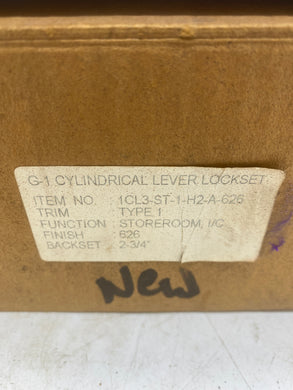 G-1 CYLINDRICAL LEVER LOCKSET
ITEM NO. : 1CL3-ST-1-H2-A-626
TRIM : TYPE 1
FUNCTION : STOREROOM, I/C
FINISH : 626
BACKSET : 2-3/4"
New